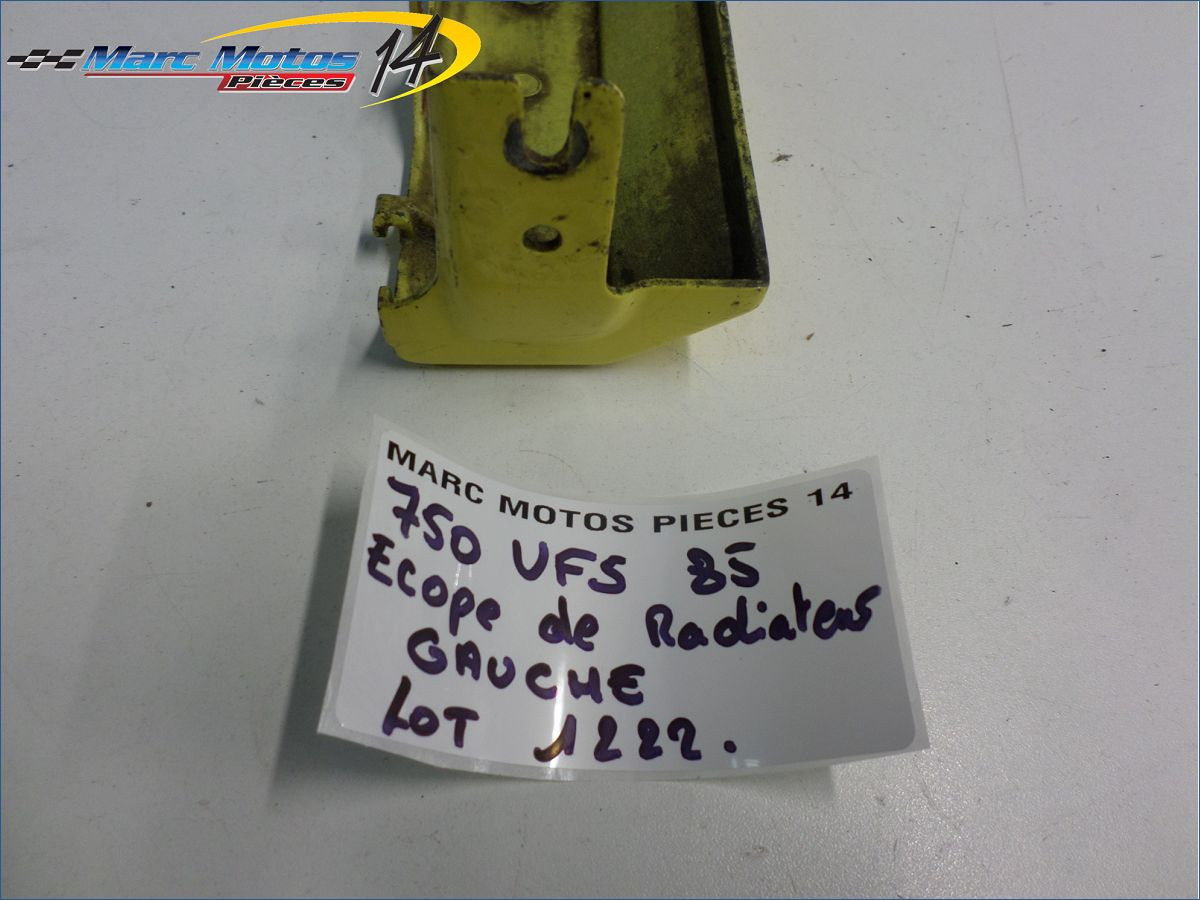 Marc Motos 14
Pièces
MARC MOTOS PIECES 14
750 VFS 85
Ecope de Radiateur
GAUCHE
LOT 1222.